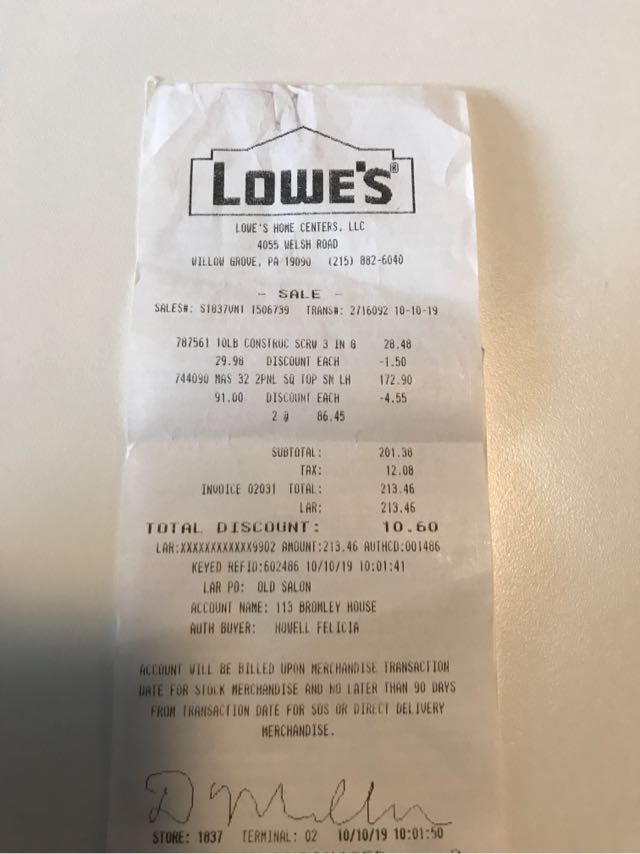 LOWE'S®
LOWE'S HOME CENTERS, LLC
4055 WELSH ROAD
WILLOW GROVE, PA 19090 (215) 882-6040
- SALE -
SALES#: S1837VM1 1506739 TRANS#: 2716092 10-10-19
787561 10LB CONSTRUC SCRW 3 IN G 28.48
29.98 DISCOUNT EACH -1.50
744090 MAS 32 2PNL SQ TOP SM LH 172.90
91.00 DISCOUNT EACH -4.55
2 @ 86.45
SUBTOTAL: 201.38
TAX: 12.08
INVOICE 02031 TOTAL: 213.46
LAR: 213.46
TOTAL DISCOUNT: 10.60
LAR:XXXXXXXXXXXX9902 AMOUNT:213.46 AUTHCD:001486
KEYED REFID:602486 10/10/19 10:01:41
LAR PO: OLD SALON
ACCOUNT NAME: 113 BROMLEY HOUSE
AUTH BUYER: HOWELL FELICIA
ACCOUNT WILL BE BILLED UPON MERCHANDISE TRANSACTION
DATE FOR STOCK MERCHANDISE AND NO LATER THAN 90 DAYS
FROM TRANSACTION DATE FOR SOS OR DIRECT DELIVERY
MERCHANDISE.
STORE: 1837 TERMINAL: 02 10/10/19 10:01:50